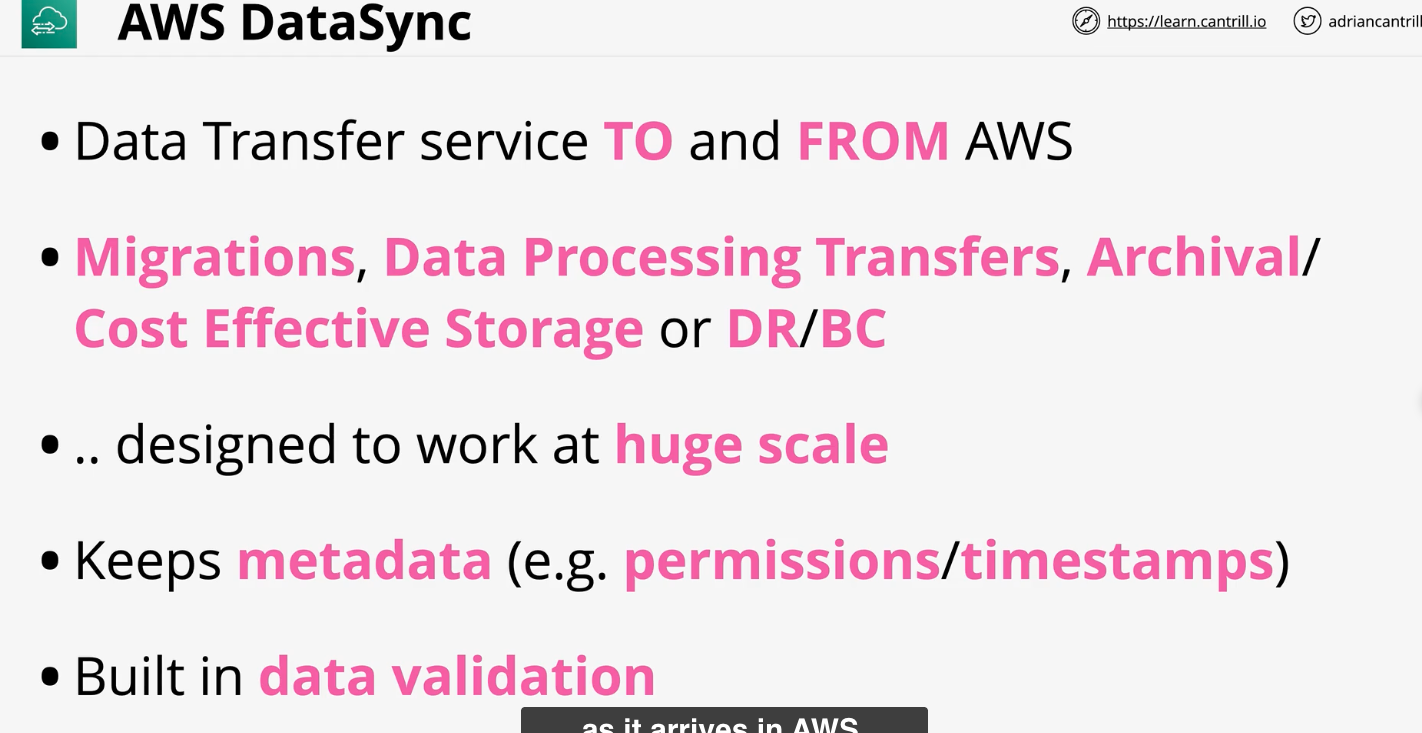 AWS DataSync
https://learn.cantrill.io
adriancantrill
• Data Transfer service TO and FROM AWS
• Migrations, Data Processing Transfers, Archival/
Cost Effective Storage or DR/BC
• .. designed to work at huge scale
• Keeps metadata (e.g. permissions/timestamps)
• Built in data validation
as it arrives in AWS